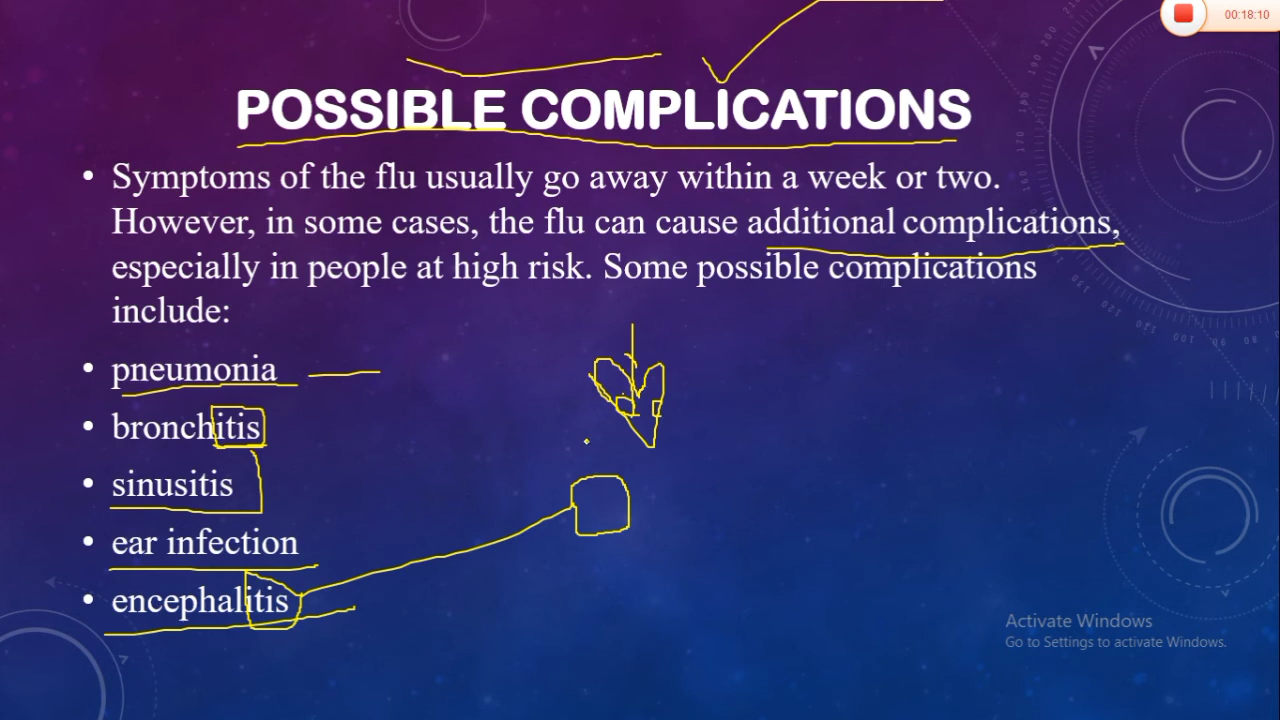 00:18:10
POSSIBLE COMPLICATIONS
• Symptoms of the flu usually go away within a week or two.
However, in some cases, the flu can cause additional complications,
especially in people at high risk. Some possible complications
include:
• pneumonia
• bronchitis
• sinusitis
• ear infection
• encephalitis
Activate Windows
Go to Settings to activate Windows.